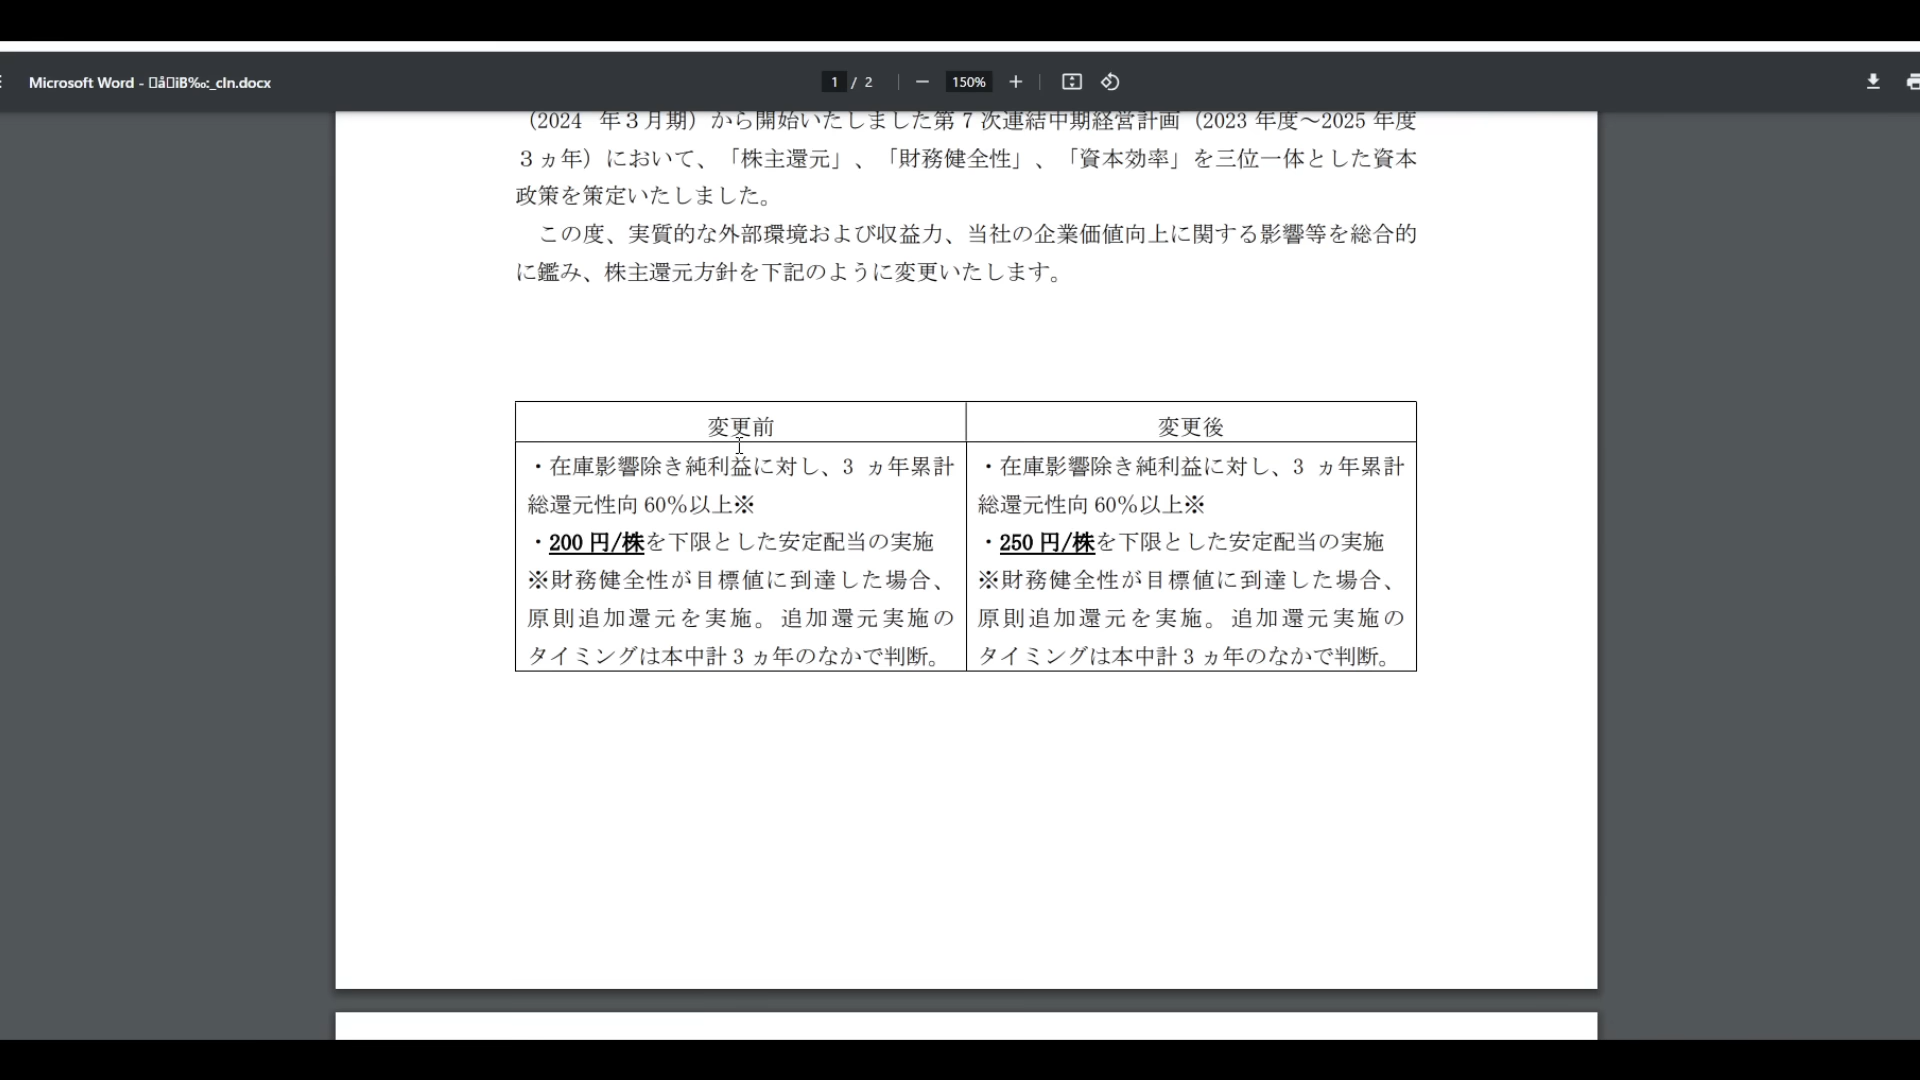 Microsoft Word -
1 / 2
150%
（2024 年３月期）から開始いたしました第７次連結中期経営計画（2023 年度～2025 年度
３ヵ年）において、「株主還元」、「財務健全性」、「資本効率」を三位一体とした資本
政策を策定いたしました。
この度、実質的な外部環境および収益力、当社の企業価値向上に関する影響等を総合的
に鑑み、株主還元方針を下記のように変更いたします。
変更前
・在庫影響除き純利益に対し、3 ヵ年累計
総還元性向 60％以上※
・200 円/株を下限とした安定配当の実施
※財務健全性が目標値に到達した場合、
原則追加還元を実施。追加還元実施の
タイミングは本中計 3 ヵ年のなかで判断。
変更後
・在庫影響除き純利益に対し、3 ヵ年累計
総還元性向 60％以上※
・250 円/株を下限とした安定配当の実施
※財務健全性が目標値に到達した場合、
原則追加還元を実施。追加還元実施の
タイミングは本中計 3 ヵ年のなかで判断。